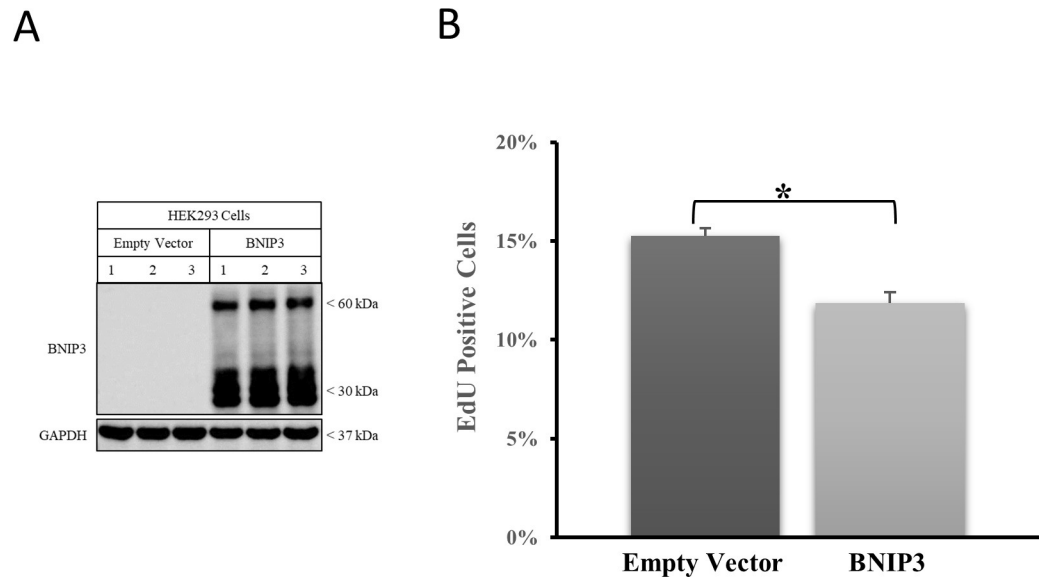 A
HEK293 Cells
Empty Vector BNIP3
1 2 3 1 2 3
BNIP3
< 60 kDa
< 30 kDa
GAPDH
< 37 kDa
B
EdU Positive Cells
20%
15%
10%
5%
0%
*
Empty Vector BNIP3